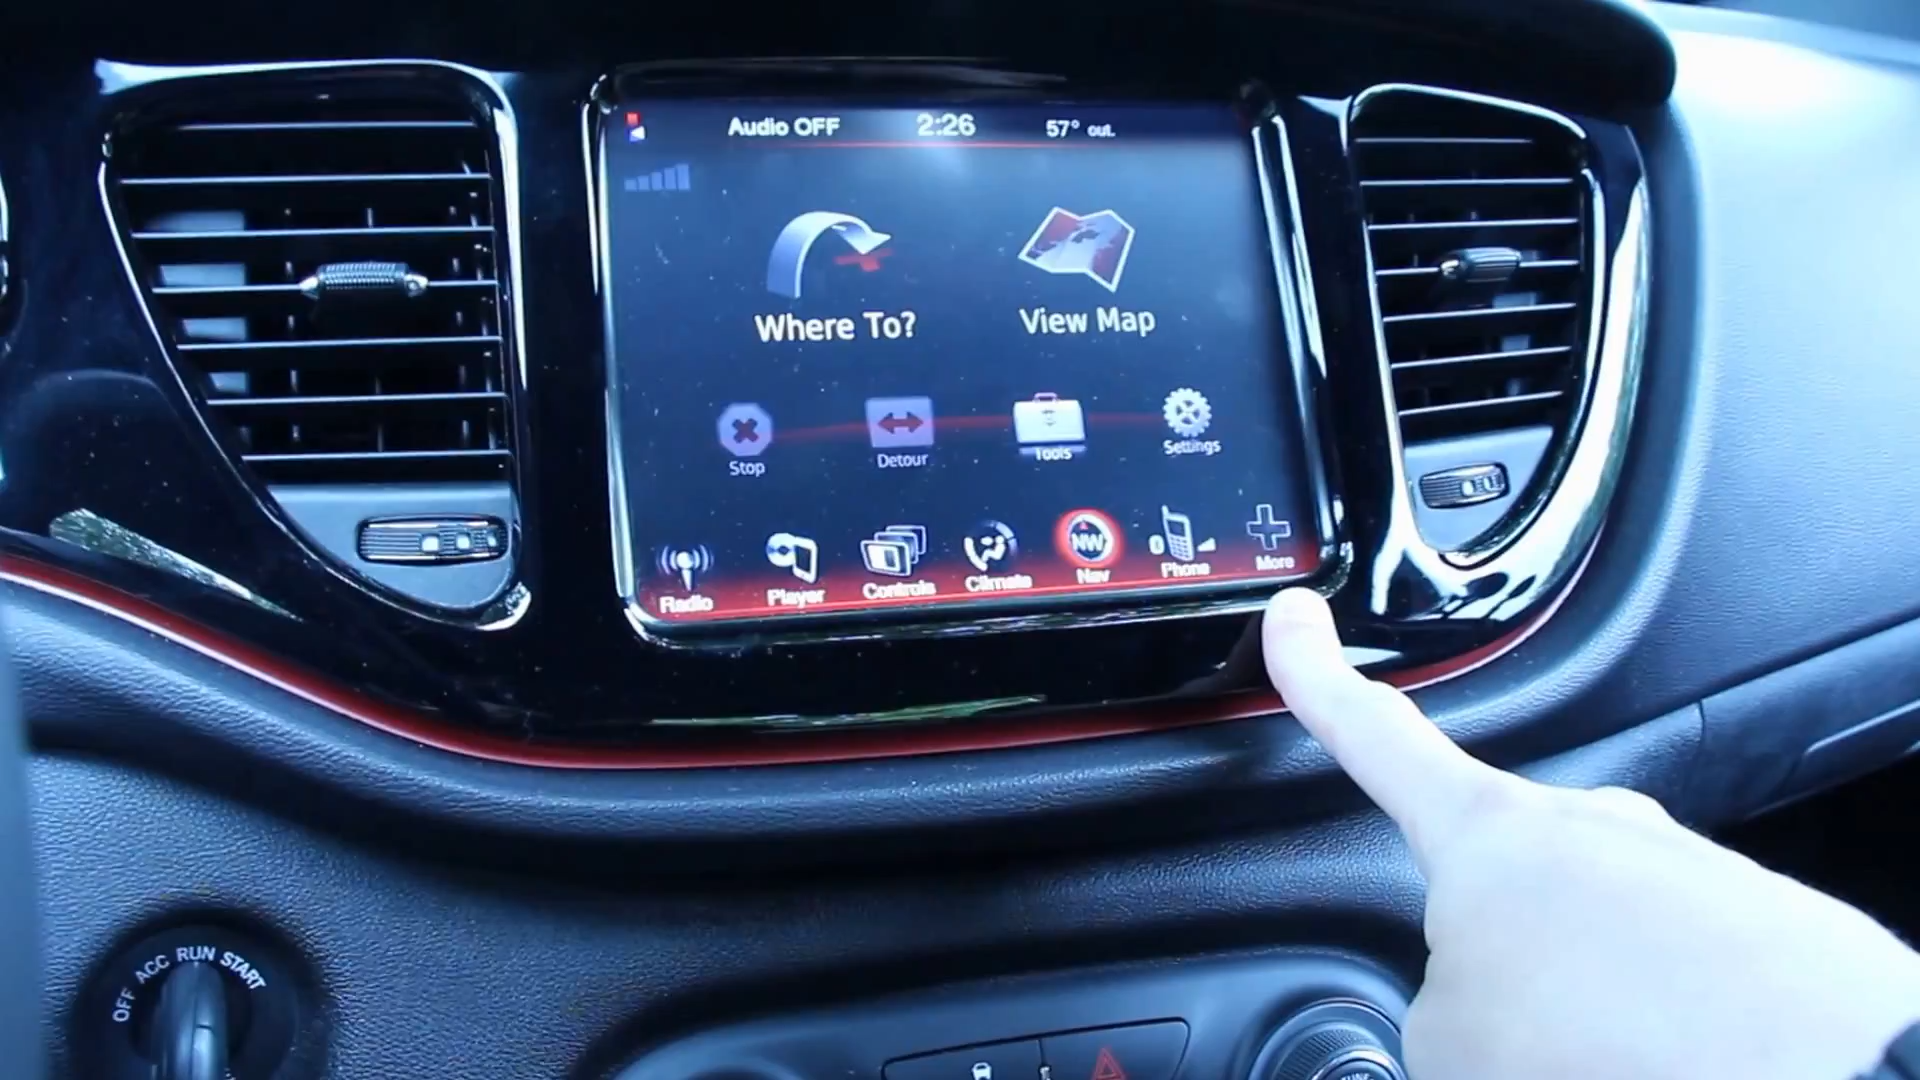 Audio OFF 2:26 57° out.
Where To? View Map
Stop Detour Tools Settings
NW
Radio Player Controls Climate Nav Phone More
OFF ACC RUN START